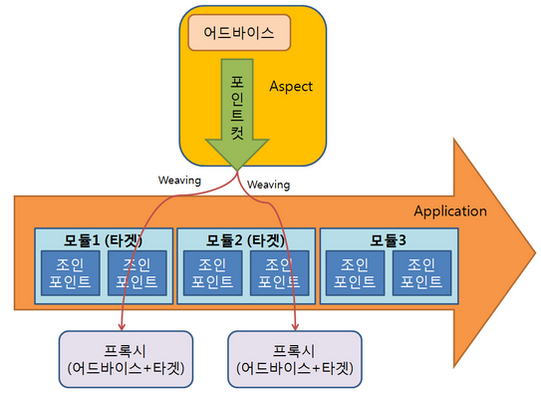 어드바이스
포인트컷
Aspect
Weaving
Weaving
Application
모듈1 (타겟)
조인
포인트
조인
포인트
모듈2 (타겟)
조인
포인트
조인
포인트
모듈3
조인
포인트
조인
포인트
프록시
(어드바이스+타겟)
프록시
(어드바이스+타겟)